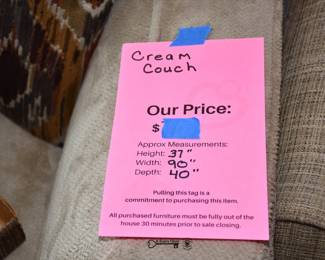 Cream
Couch
Our Price:
$
Approx Measurements:
Height: 37"
Width: 90"
Depth: 40"
Pulling this tag is a
commitment to purchasing this item.
All purchased furniture must be fully out of the
house 30 minutes prior to sale closing.